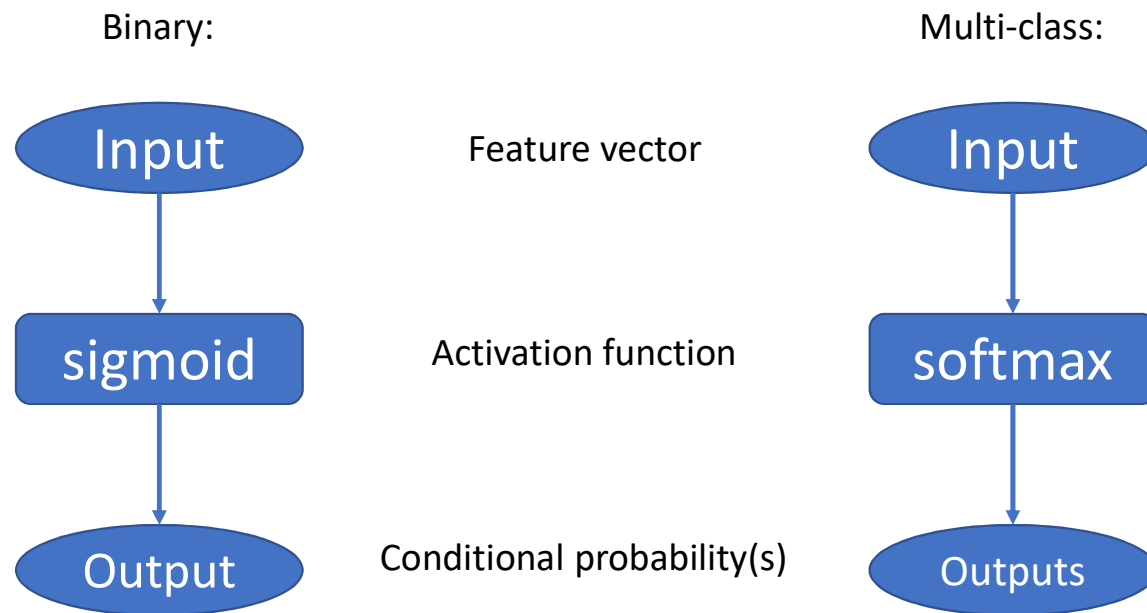 Binary:
Multi-class:
Input
Feature vector
Input
sigmoid
Activation function
softmax
Output
Conditional probability(s)
Outputs